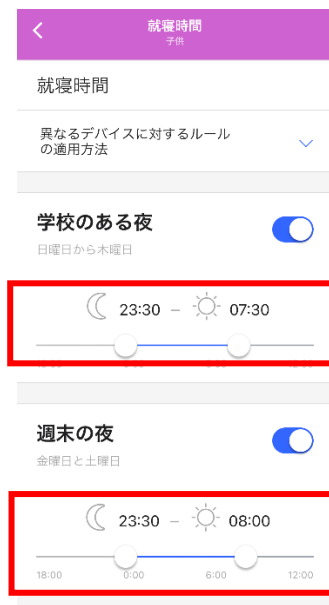 就寝時間
子供
就寝時間
異なるデバイスに対するルール
の適用方法
学校のある夜
日曜日から木曜日
23:30 – 07:30
週末の夜
金曜日と土曜日
23:30 – 08:00
18:00 0:00 6:00 12:00